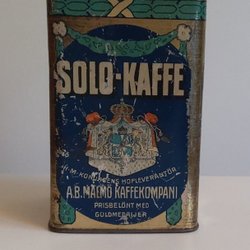 SOLO-KAFFE
H.M. KONUNGENS HOFLEVERANTÖR
A.B. MALMÖ KAFFEKOMPANI
PRISBELÖNT MED
GULDMEDALJER